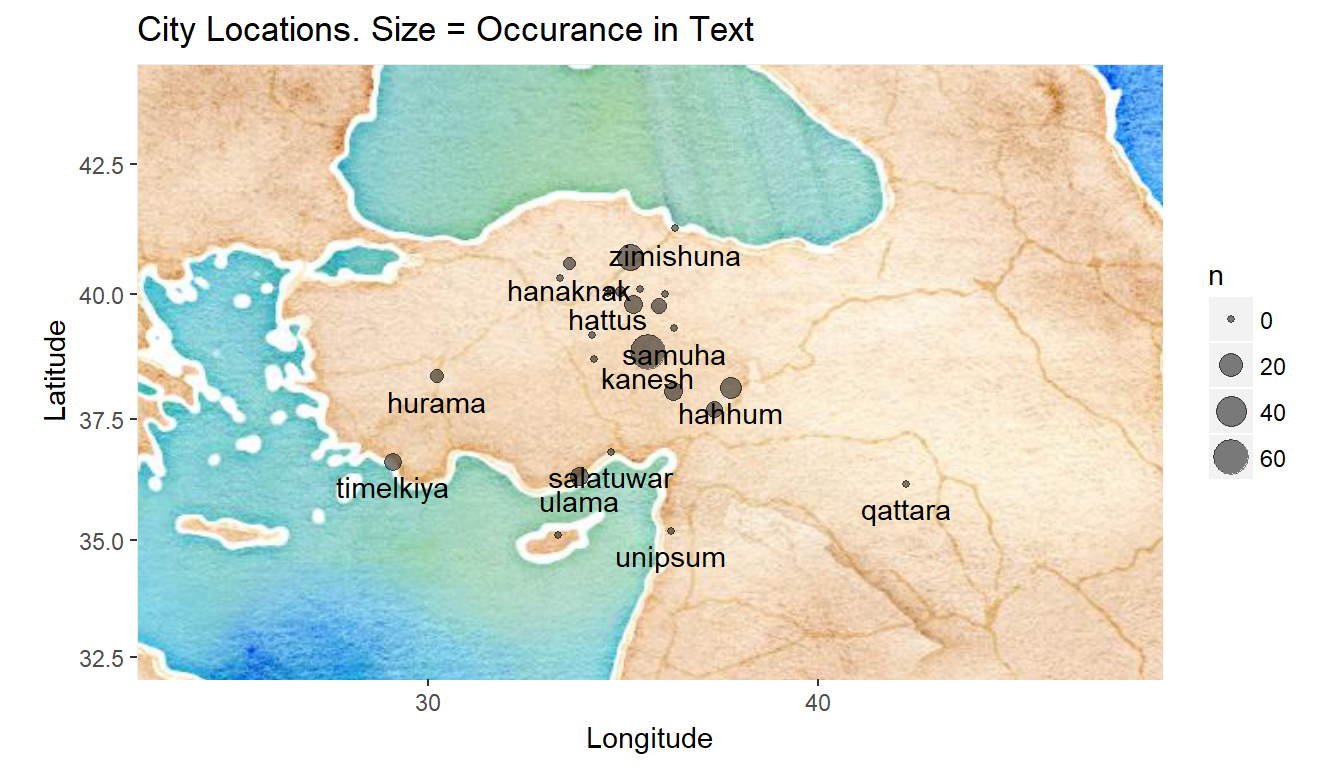 City Locations. Size = Occurance in Text
42.5
40.0
37.5
35.0
32.5
Latitude
zimishuna
hanaknak
hattus
samuha
kanesh
hurama
hahhum
timelkiya
salatuwar
ulama
qattara
unipsum
30
40
Longitude
n
0
20
40
60